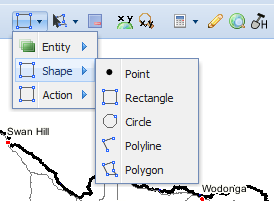 x y
x,y
Entity
Shape
Action
Point
Rectangle
Circle
Polyline
Polygon
Swan Hill
Wodonga